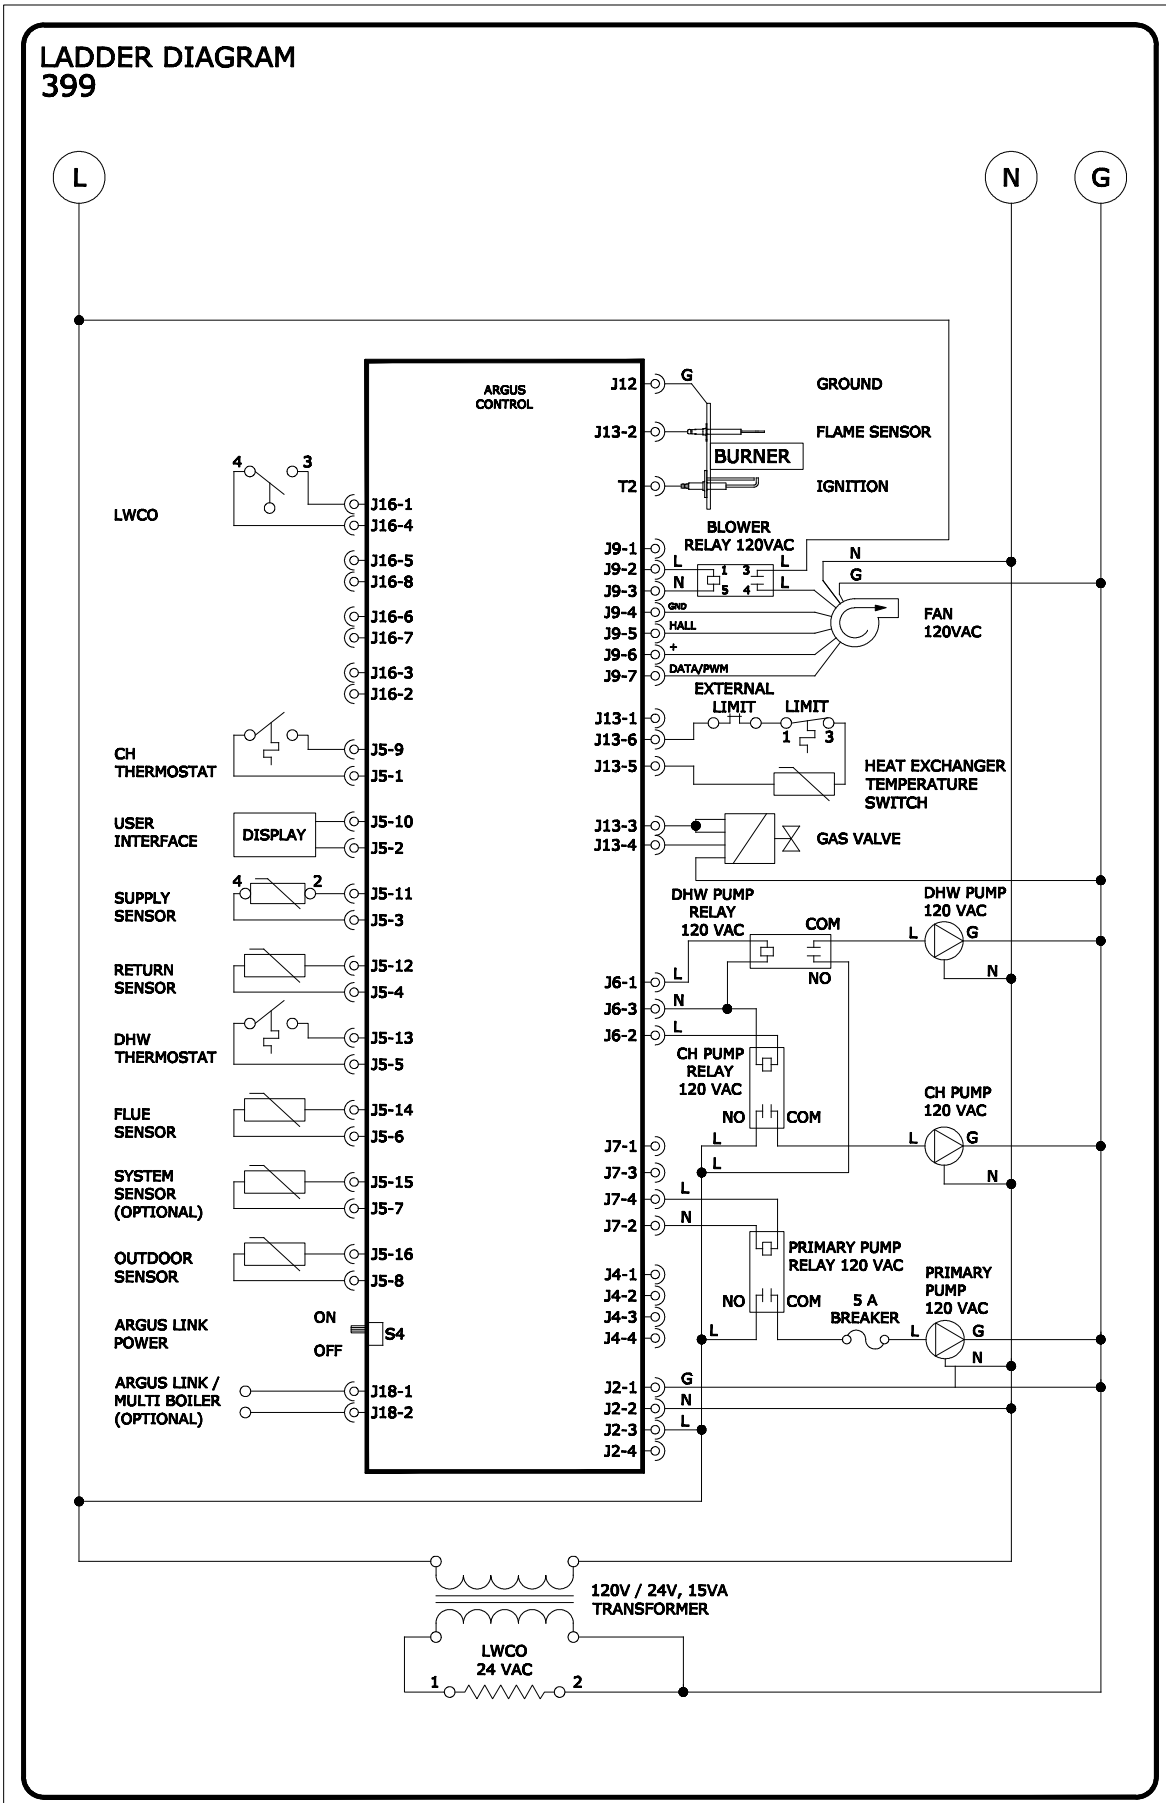 LADDER DIAGRAM
399
L
N
G
ARGUS
CONTROL
J12
G
GROUND
J13-2
FLAME SENSOR
BURNER
T2
IGNITION
4
3
LWCO
J16-1
J16-4
J16-5
J16-8
J16-6
J16-7
J16-3
J16-2
BLOWER
RELAY 120VAC
J9-1
J9-2
L
1
3
L
J9-3
N
5
4
L
J9-4
GND
J9-5
HALL
J9-6
+
J9-7
DATA/PWM
N
G
FAN
120VAC
EXTERNAL
LIMIT
LIMIT
J13-1
J13-6
1
3
J13-5
HEAT EXCHANGER
TEMPERATURE
SWITCH
CH
THERMOSTAT
J5-9
J5-1
USER
INTERFACE
DISPLAY
J5-10
J5-2
J13-3
J13-4
GAS VALVE
SUPPLY
SENSOR
4
2
J5-11
J5-3
DHW PUMP
RELAY
120 VAC
COM
NO
DHW PUMP
120 VAC
L
G
N
RETURN
SENSOR
J5-12
J5-4
J6-1
L
J6-3
N
J6-2
L
DHW
THERMOSTAT
J5-13
J5-5
CH PUMP
RELAY
120 VAC
NO
COM
CH PUMP
120 VAC
L
G
N
FLUE
SENSOR
J5-14
J5-6
J7-1
L
J7-3
L
J7-4
L
J7-2
N
SYSTEM
SENSOR
(OPTIONAL)
J5-15
J5-7
OUTDOOR
SENSOR
J5-16
J5-8
PRIMARY PUMP
RELAY 120 VAC
NO
COM
L
5 A
BREAKER
PRIMARY
PUMP
120 VAC
L
G
N
J4-1
J4-2
J4-3
J4-4
ARGUS LINK
POWER
ON
OFF
S4
ARGUS LINK /
MULTI BOILER
(OPTIONAL)
J18-1
J18-2
J2-1
G
J2-2
N
J2-3
L
J2-4
120V / 24V, 15VA
TRANSFORMER
LWCO
24 VAC
1
2